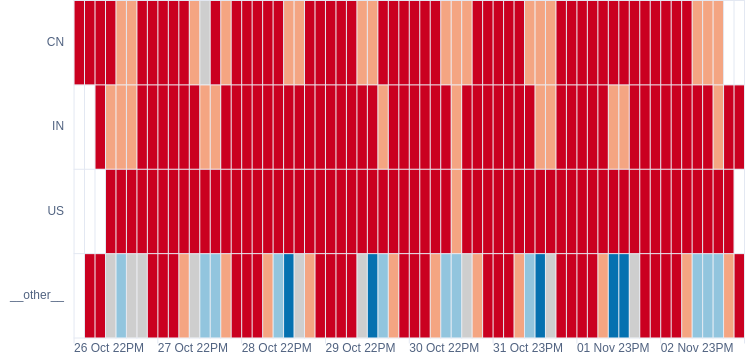 CN
IN
US
__other__
26 Oct 22PM 27 Oct 22PM 28 Oct 22PM 29 Oct 22PM 30 Oct 22PM 31 Oct 23PM 01 Nov 23PM 02 Nov 23PM